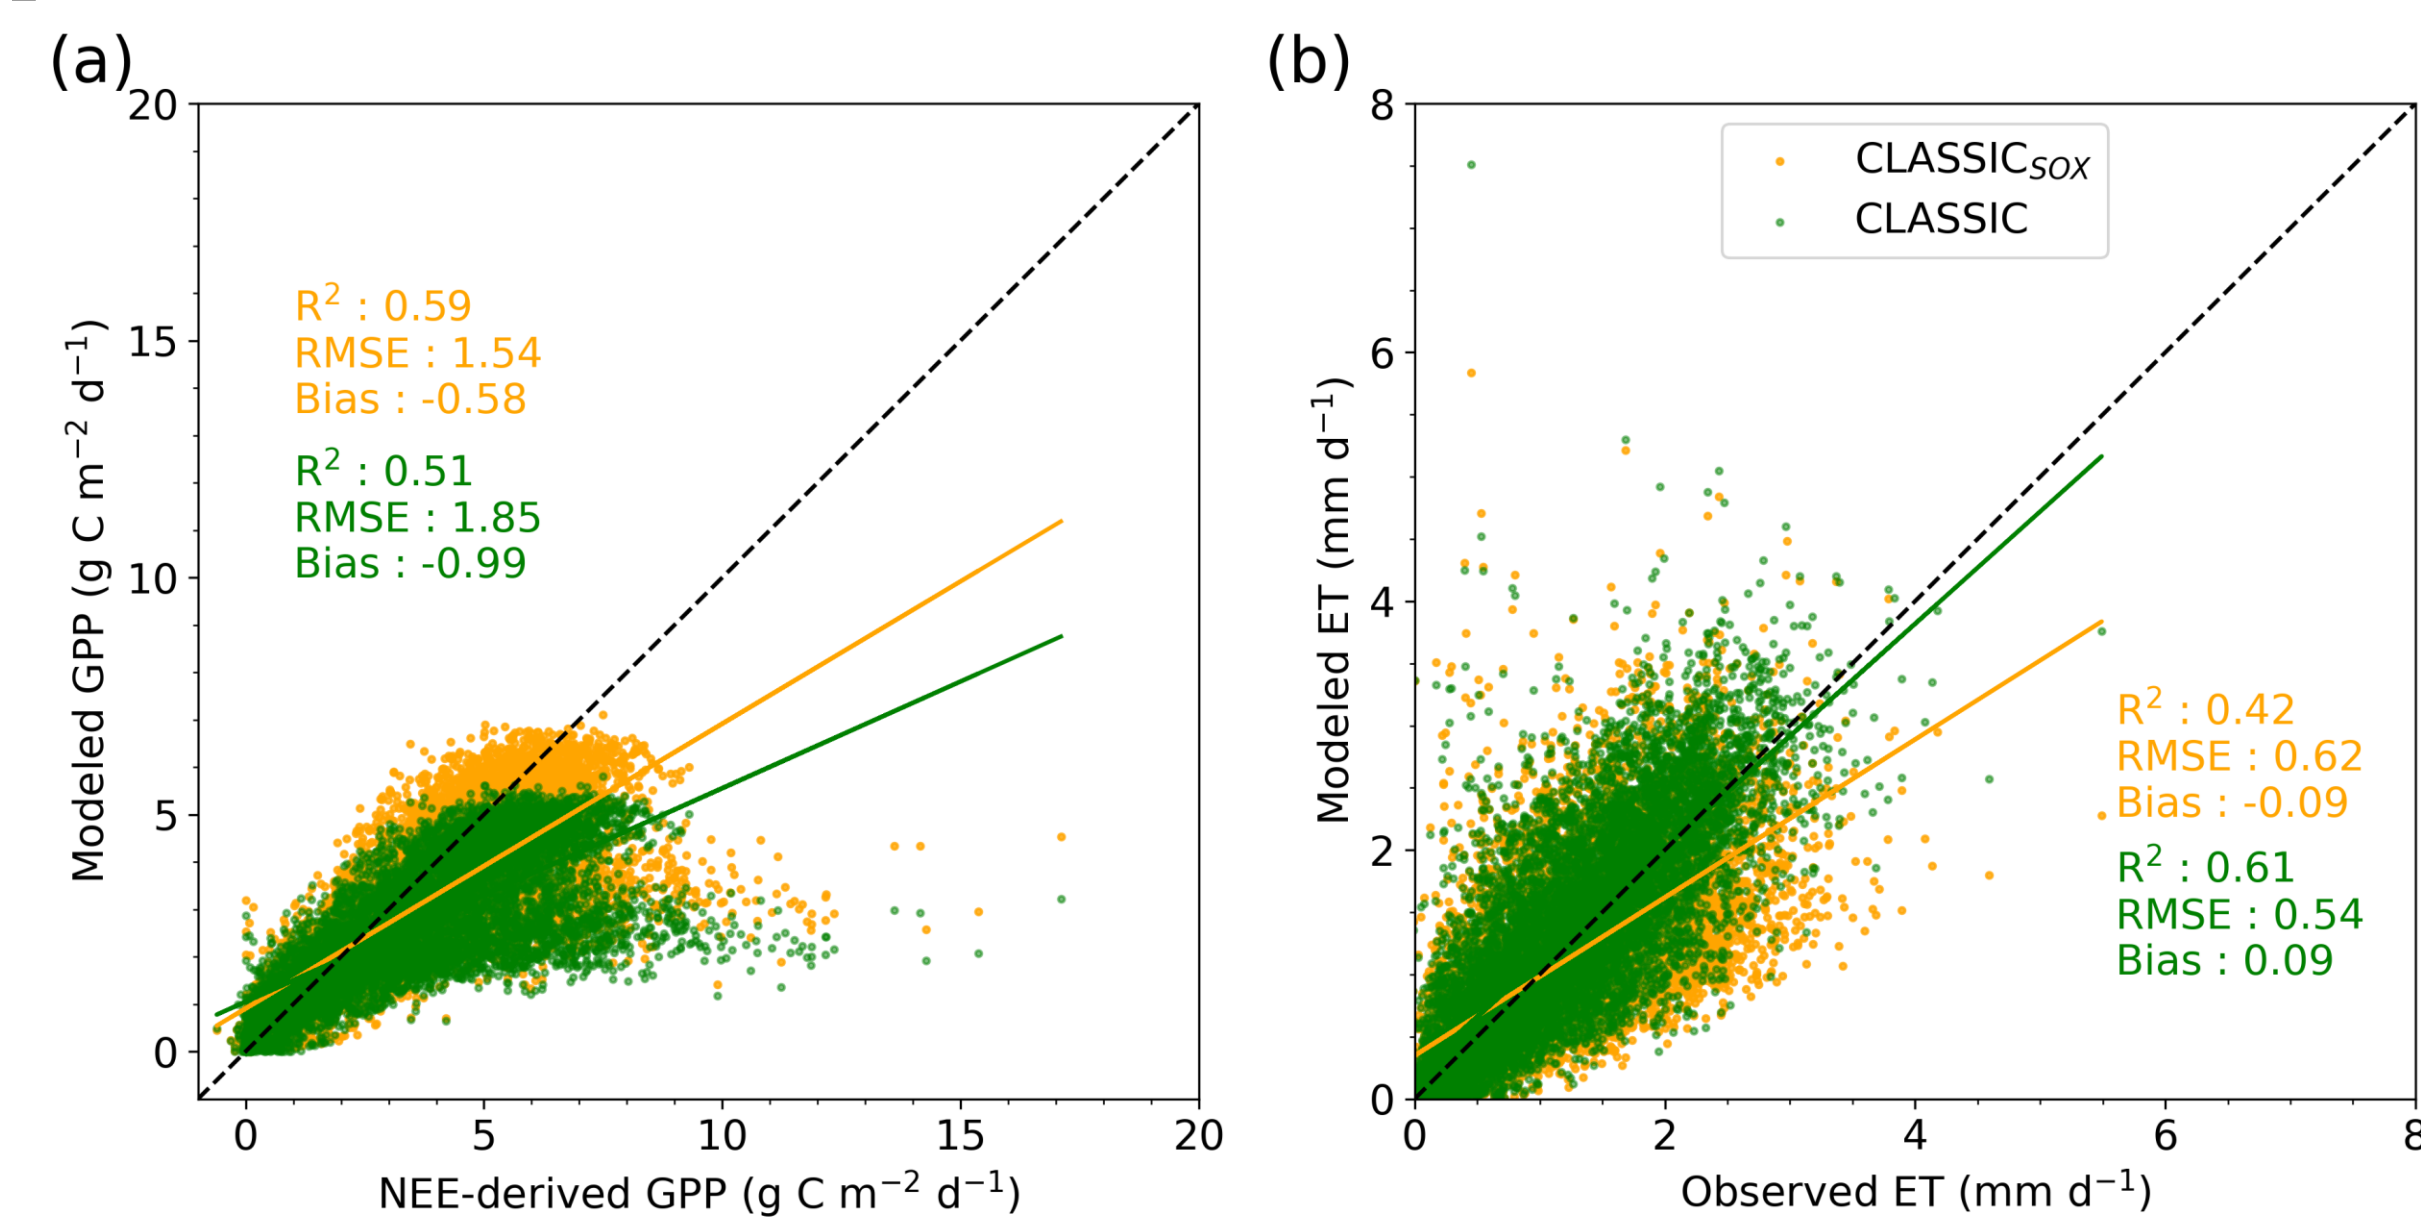 (a)
20
15
10
5
0
Modeled GPP (g C m⁻² d⁻¹)
R² : 0.59
RMSE : 1.54
Bias : -0.58
R² : 0.51
RMSE : 1.85
Bias : -0.99
0 5 10 15 20
NEE-derived GPP (g C m⁻² d⁻¹)
(b)
8
6
4
2
0
Modeled ET (mm d⁻¹)
CLASSIC_SOX
CLASSIC
R² : 0.42
RMSE : 0.62
Bias : -0.09
R² : 0.61
RMSE : 0.54
Bias : 0.09
0 2 4 6 8
Observed ET (mm d⁻¹)